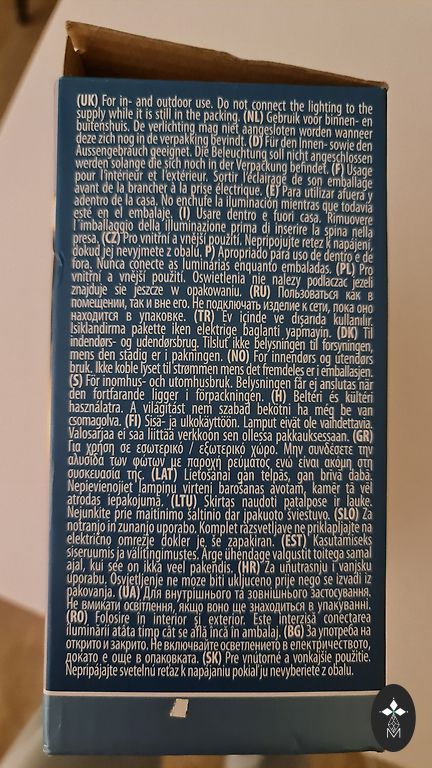 (UK) For in- and outdoor use. Do not connect the lighting to the
supply while it is still in the packing. (NL) Gebruik voor binnen- en
buitenshuis. De verlichting mag niet aangesloten worden wanneer
deze zich nog in de verpakking bevindt. (D) Für den Innen- sowie den
Aussengebrauch geeignet. Die Beleuchtung soll nicht angeschlossen
werden solange die sich noch in der Verpackung befindet. (F) Usage
pour l'intérieur et l'extérieur. Sortir l'éclairage de son emballage
avant de la brancher à la prise électrique. (E) Para utilizar afuera y
adentro de la casa. No enchufe la iluminación mientras que todavia
esté en el embalaje. (I) Usare dentro e fuori casa. Rimuovere
l'imballaggio della illuminazione prima di inserire la spina nella
presa. (CZ) Pro vnitřní a vnější použití. Nepripojujte retez k napájení,
dokud jej nevyjmete z obalu. P) Apropriado para uso de dentro e de
fora. Nunca conecte as luminárias enquanto embaladas. (PL) Pro
vnitřní a vnější použití. Oswietlenia nie nalezy podlaczac jezeli
znajduje sie jeszcze w opakowaniu. (RU) Пользоваться как в
помещении, так и вне его. Не подключать изделие к сети, пока оно
находится в упаковке. (TR) Ev içinde ve dışarıda kullanilir.
Isiklandirma pakette iken elektrige baglanti yapmayin. (DK) Til
indendørs- og udendørsbrug. Tilslut ikke belysningen til forsyningen,
mens den stadig er i pakningen. (NO) For innendørs og utendørs
bruk. Ikke koble lyset til strømmen mens det fremdeles er i emballasjen.
(S) För inomhus- och utomhusbruk. Belysningen får ej anslutas när
den fortfarande ligger i förpackningen. (H) Beltéri és kültéri
használatra. A világítást nem szabad bekötni ha még be van
csomagolva. (FI) Sisä- ja ulkokäyttöön. Lamput eivät ole vaihdettavia.
Valosarjaa ei saa liittää verkkoon sen ollessa pakkauksessaan. (GR)
Για χρήση σε εσωτερικό / εξωτερικό χώρο. Μην συνδέσετε την
αλυσίδα των φώτων με παροχή ρεύματος ενώ είναι ακόμη στη
συσκευασία της. (LAT) Lietošanai gan telpās, gan brīvā dabā.
Nepievienojiet lampiņu virteni barošanas avotam, kamēr tā vēl
atrodas iepakojumā. (LTU) Skirtas naudoti patalpose ir lauke.
Nejunkite prie maitinimo šaltinio dar įpakuoto šviestuvo. (SLO) Za
notranjo in zunanjo uporabo. Komplet razsvetljave ne priklapljajte na
električno omrežje dokler je še zapakiran. (EST) Kasutamiseks
siseruumis ja välitingimustes. Ärge ühendage valgustit toitega samal
ajal, kui see on ikka veel pakendis. (HR) Za unutrasnju i vanjsku
uporabu. Osvjetljenje ne moze biti ukljuceno prije nego se izvadi iz
pakovanja. (UA) Для внутрішнього та зовнішнього застосування.
Не вмикати освітлення, якщо воно ще знаходиться в упакуванні.
(RO) Folosire în interior și exterior. Este interzisă conectarea
iluminării atâta timp cât se află încă în ambalaj. (BG) За употреба на
открито и закрито. Не включвайте осветлението в електричеството,
докато е още в опаковката. (SK) Pre vnútorné a vonkajšie použitie.
Nepripájajte svetelnú reťaz k napájaniu pokiaľ ju nevyberiete z obalu.
M